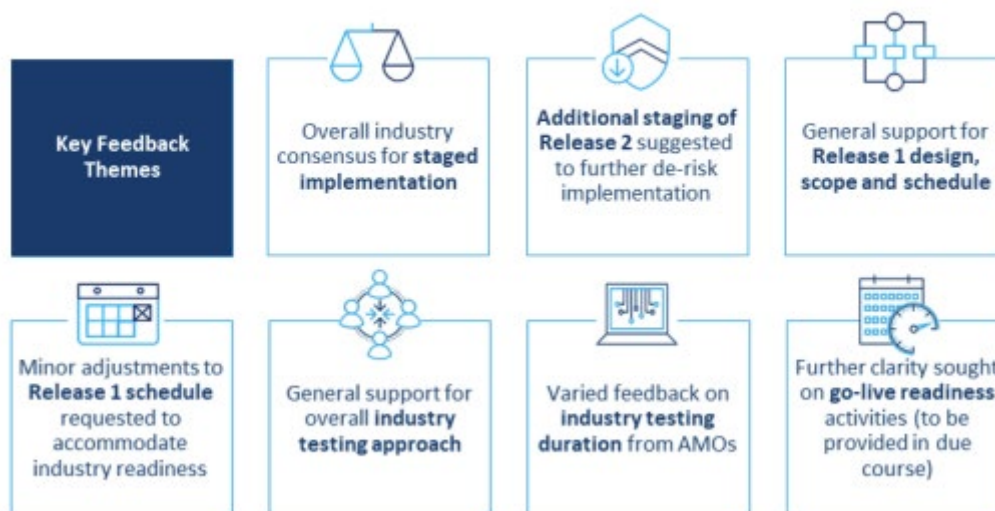 Key Feedback
Themes
Overall industry
consensus for staged
implementation
Additional staging of
Release 2 suggested
to further de-risk
implementation
General support for
Release 1 design,
scope and schedule
Minor adjustments to
Release 1 schedule
requested to
accommodate
industry readiness
General support for
overall industry
testing approach
Varied feedback on
industry testing
duration from AMOs
Further clarity sought
on go-live readiness
activities (to be
provided in due
course)